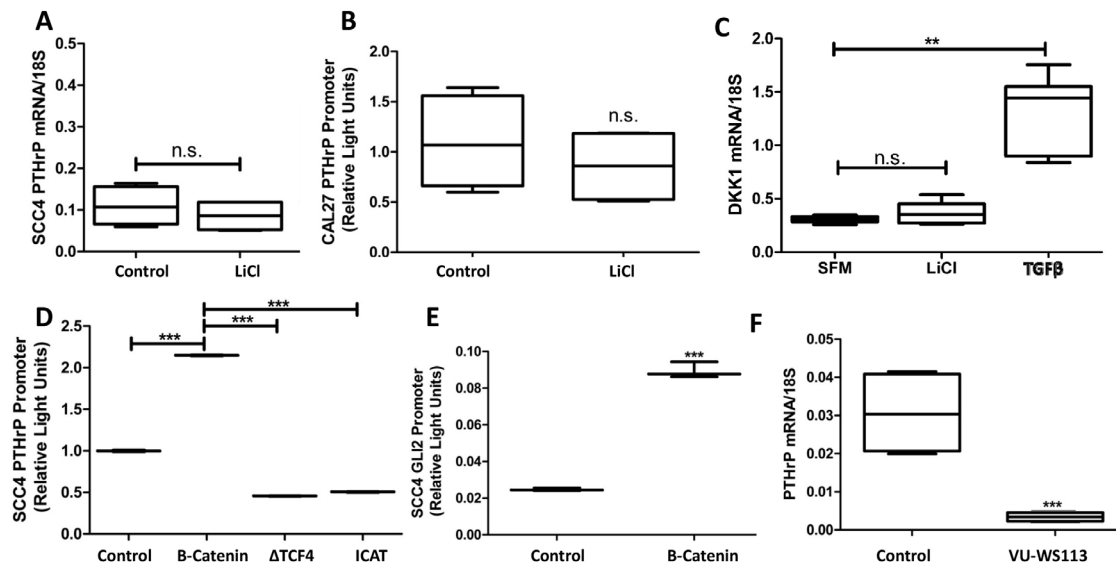 A
SCC4 PTHrP mRNA/18S
0.5
0.4
0.3
0.2
0.1
0.0
n.s.
Control
LiCl
B
CAL27 PTHrP Promoter
(Relative Light Units)
2.0
1.5
1.0
0.5
0.0
n.s.
Control
LiCl
C
DKK1 mRNA/18S
2.0
1.5
1.0
0.5
0.0
**
n.s.
SFM
LiCl
TGFβ
D
SCC4 PTHrP Promoter
(Relative Light Units)
2.5
2.0
1.5
1.0
0.5
0.0
***
***
***
Control
B-Catenin
ΔTCF4
ICAT
E
SCC4 GLI2 Promoter
(Relative Light Units)
0.10
0.08
0.06
0.04
0.02
0.00
***
Control
B-Catenin
F
PTHrP mRNA/18S
0.05
0.04
0.03
0.02
0.01
0.00
***
Control
VU-WS113